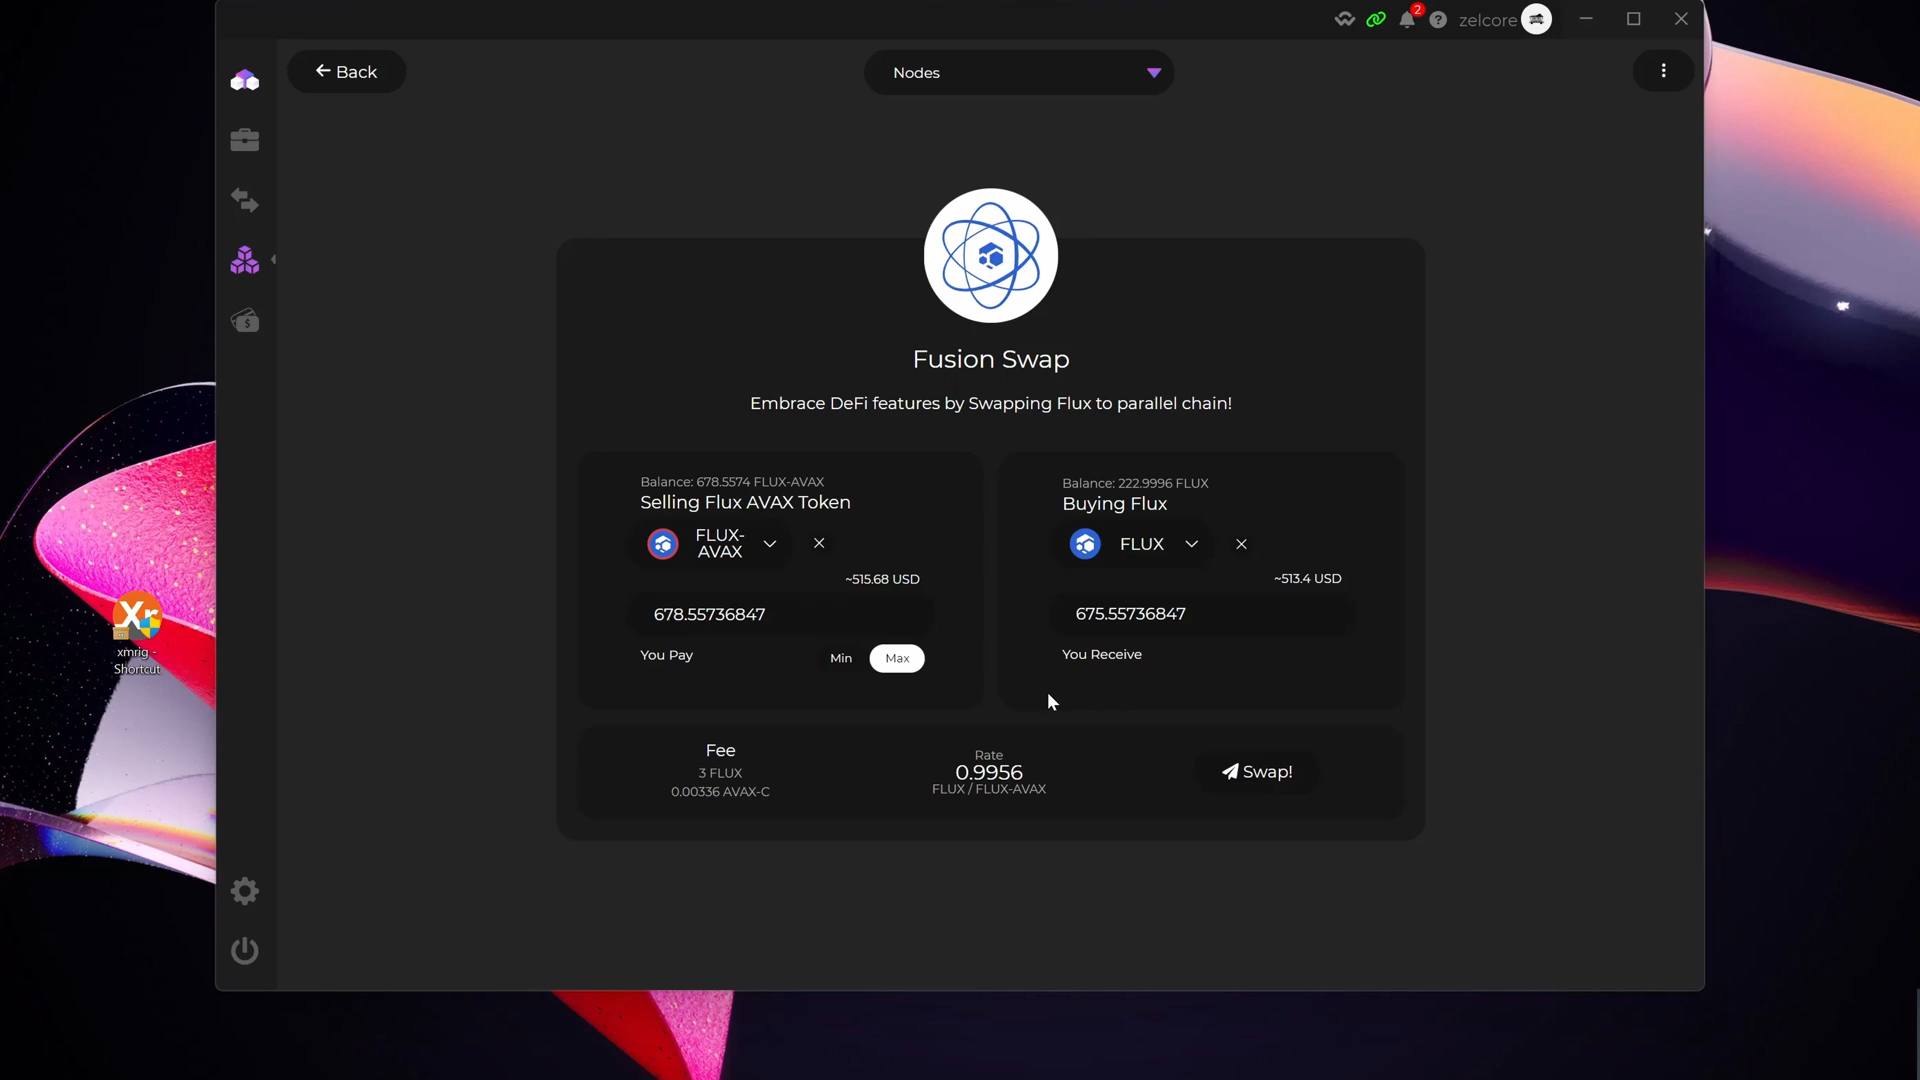 2
zelcore
Back
Nodes
Fusion Swap
Embrace DeFi features by Swapping Flux to parallel chain!
Balance: 678.5574 FLUX-AVAX
Selling Flux AVAX Token
FLUX-
AVAX
~515.68 USD
678.55736847
You Pay
Min
Max
Balance: 222.9996 FLUX
Buying Flux
FLUX
~513.4 USD
675.55736847
You Receive
Fee
3 FLUX
0.00336 AVAX-C
Rate
0.9956
FLUX / FLUX-AVAX
Swap!
Xr
xmrig -
Shortcut